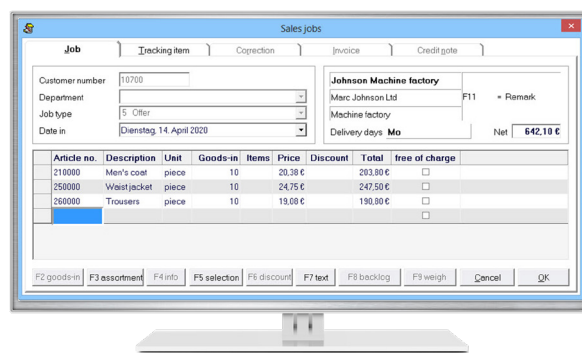 Sales jobs
Job Tracking item Correction Invoice Credit note
Customer number 10700
Department
Job type 5 Offer
Date in Dienstag, 14. April 2020
Johnson Machine factory
Marc Johnson Ltd F11 = Remark
Machine factory
Delivery days Mo Net 642,10 €
Article no. Description Unit Goods-in Items Price Discount Total free of charge
210000 Men's coat piece 10 20,38 € 203,80 €
250000 Waist jacket piece 10 24,75 € 247,50 €
260000 Trousers piece 10 19,08 € 190,80 €
F2 goods-in F3 assortment F4 info F5 selection F6 discount F7 text F8 backlog F9 weigh Cancel OK